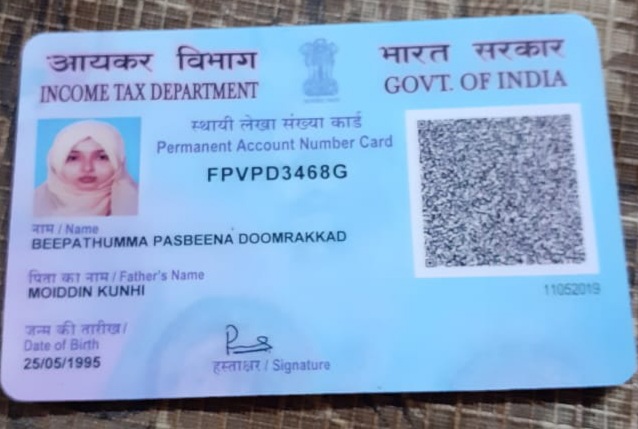 आयकर विभाग
INCOME TAX DEPARTMENT
भारत सरकार
GOVT. OF INDIA
स्थायी लेखा संख्या कार्ड
Permanent Account Number Card
FPVPD3468G
नाम / Name
BEEPATHUMMA PASBEENA DOOMRAKKAD
पिता का नाम / Father's Name
MOIDDIN KUNHI
जन्म की तारीख /
Date of Birth
25/05/1995
हस्ताक्षर / Signature
11052019